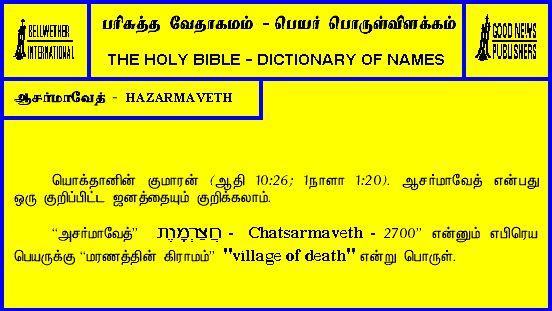 BELLWETHER
INTERNATIONAL
பரிசுத்த வேதாகமம் - பெயர் பொருள்விளக்கம்
THE HOLY BIBLE - DICTIONARY OF NAMES
GOOD NEWS
PUBLISHERS
ஆசர்மாவேத் - HAZARMAVETH
யொக்தானின் குமாரன் (ஆதி 10:26; 1நாளா 1:20). ஆசர்மாவேத் என்பது
ஒரு குறிப்பிட்ட ஜனத்தையும் குறிக்கலாம்.
“அசர்மாவேத்” חֲצַרְמָוֶת - Chatsarmaveth - 2700” என்னும் எபிரெய
பெயருக்கு “மரணத்தின் கிராமம்” "village of death" என்று பொருள்.